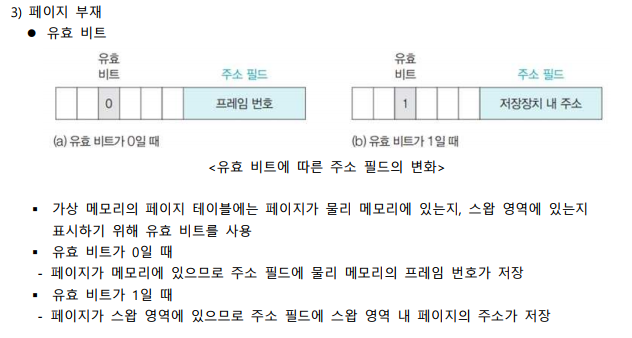 3) 페이지 부재
● 유효 비트
유효
비트
주소 필드
0
프레임 번호
(a) 유효 비트가 0일 때
유효
비트
주소 필드
1
저장장치 내 주소
(b) 유효 비트가 1일 때
<유효 비트에 따른 주소 필드의 변화>
▪ 가상 메모리의 페이지 테이블에는 페이지가 물리 메모리에 있는지, 스왑 영역에 있는지
표시하기 위해 유효 비트를 사용
▪ 유효 비트가 0일 때
- 페이지가 메모리에 있으므로 주소 필드에 물리 메모리의 프레임 번호가 저장
▪ 유효 비트가 1일 때
- 페이지가 스왑 영역에 있으므로 주소 필드에 스왑 영역 내 페이지의 주소가 저장